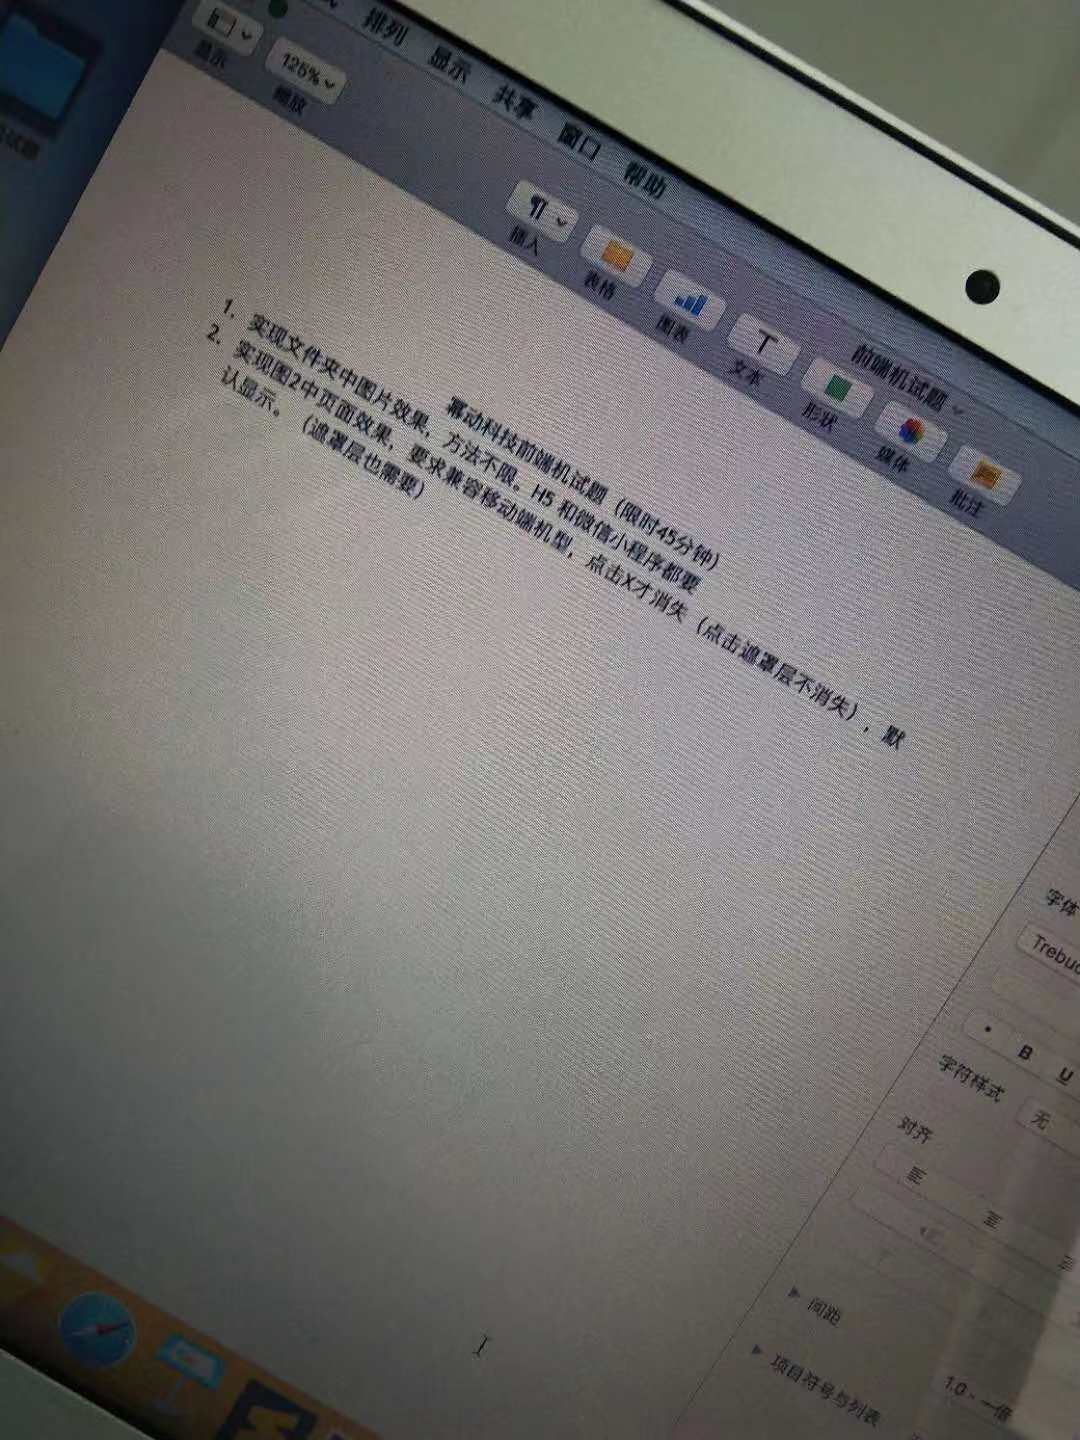 排列 显示 共享 窗口 帮助
前端机试题
125%
显示 缩放 插入 表格 图表 文本 形状 媒体 批注
试题
幂动科技前端机试题（限时45分钟）
1. 实现文件夹中图片效果，方法不限。H5 和微信小程序都要
2. 实现图2中页面效果，要求兼容移动端机型，点击X才消失（点击遮罩层不消失），默
认显示。（遮罩层也需要）
字体
B U
字符样式
无
对齐
间距
1.0 - 一倍
项目符号与列表